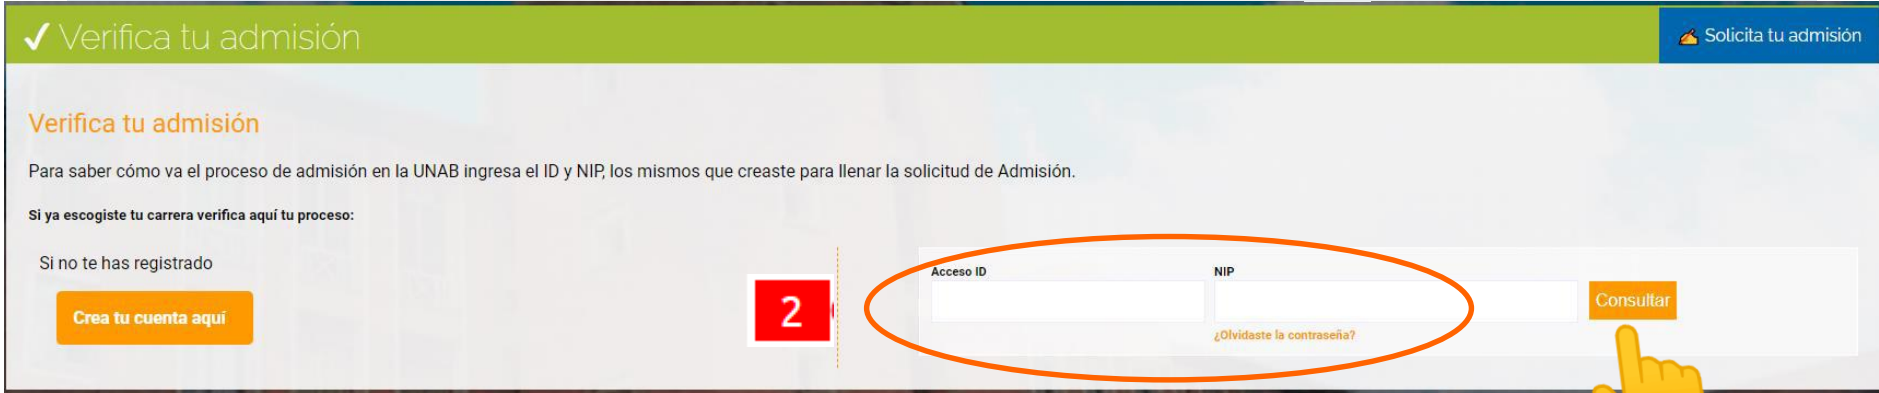 ✓ Verifica tu admisión
✍ Solicita tu admisión
Verifica tu admisión
Para saber cómo va el proceso de admisión en la UNAB ingresa el ID y NIP, los mismos que creaste para llenar la solicitud de Admisión.
Si ya escogiste tu carrera verifica aquí tu proceso:
Si no te has registrado
Crea tu cuenta aquí
2
Acceso ID
NIP
Consultar
¿Olvidaste la contraseña?